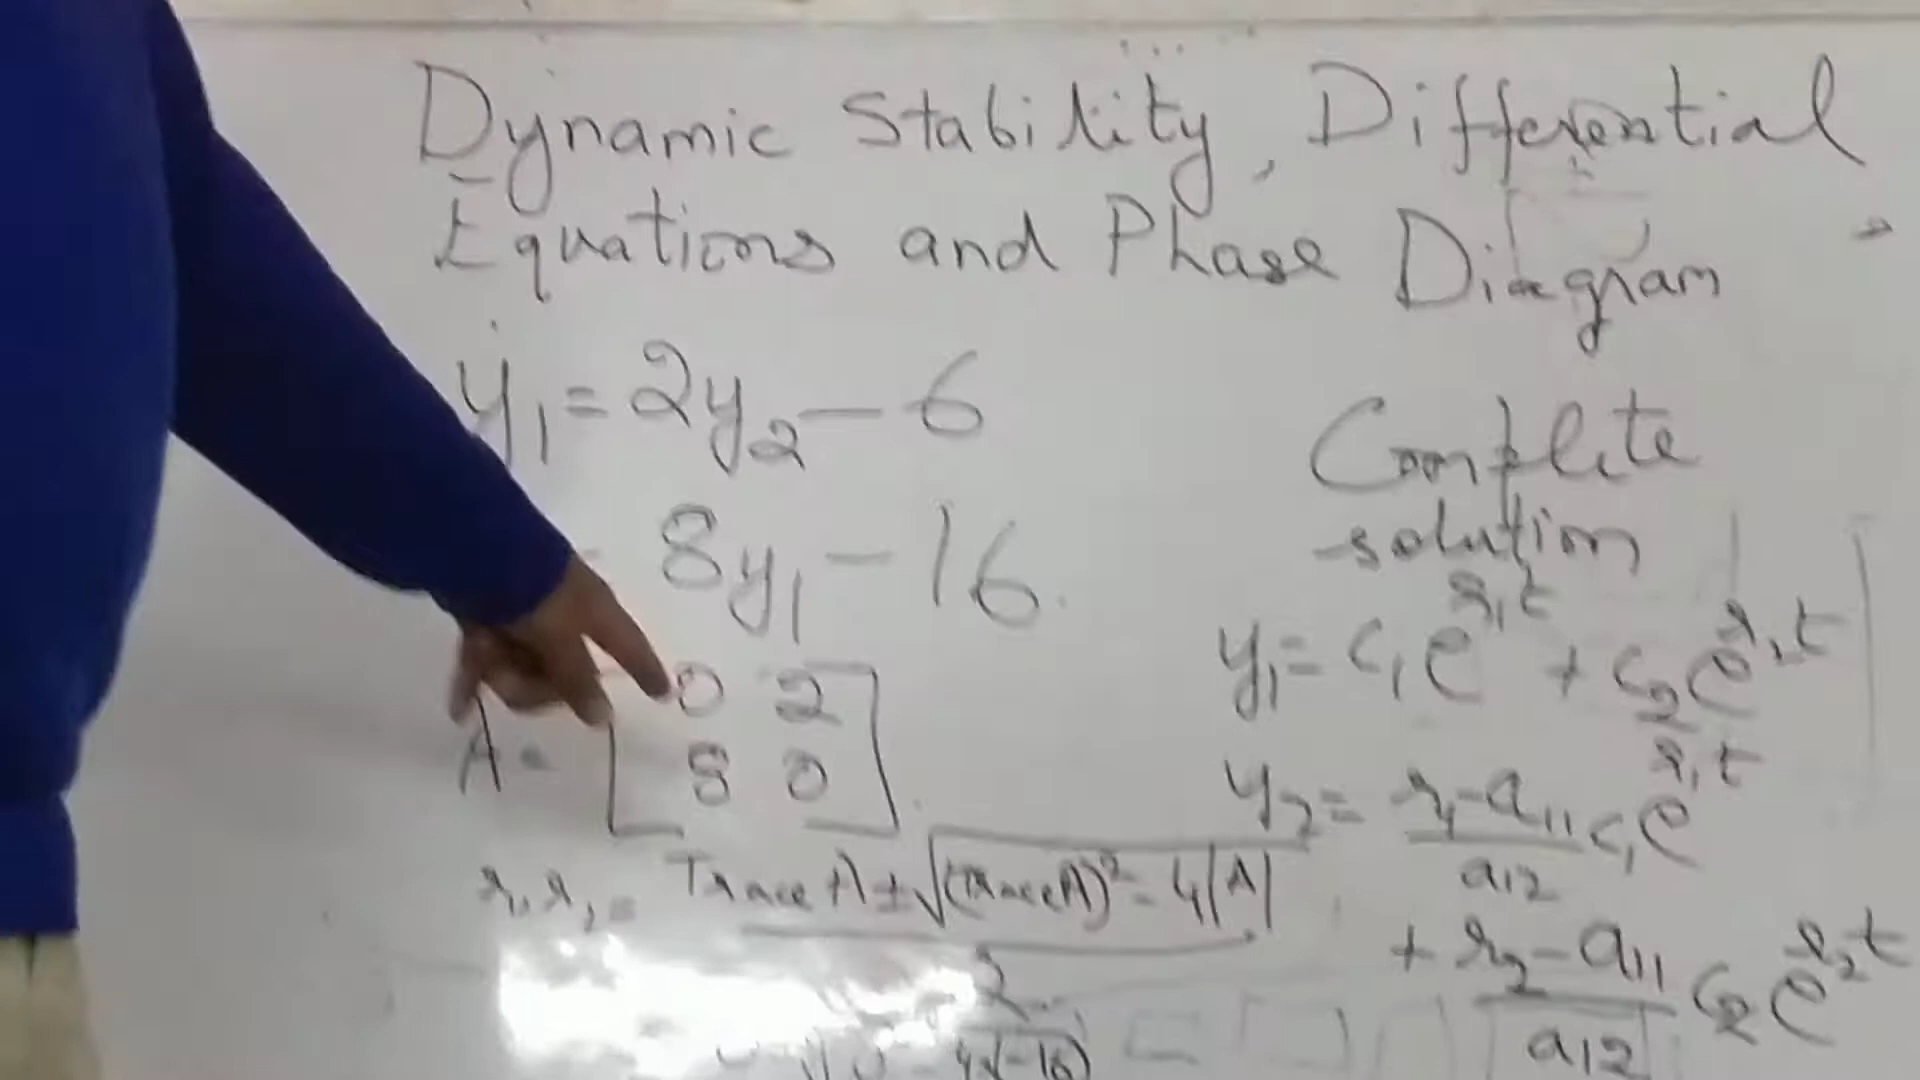 Dynamic Stability, Differential
Equations and Phase Diagram
ẏ₁ = 2y₂ - 6
= 8y₁ - 16
A = [0 2
8 0]
r₁, r₂ = Trace A ± √(Trace A)² - 4|A|
2
4x(-16)
Complete
solution
y₁ = c₁e^r₁t + c₂e^r₂t
y₂ = r₁-a₁₁ / a₁₂ c₁e^r₁t
+ r₂-a₁₁ / a₁₂ c₂e^r₂t